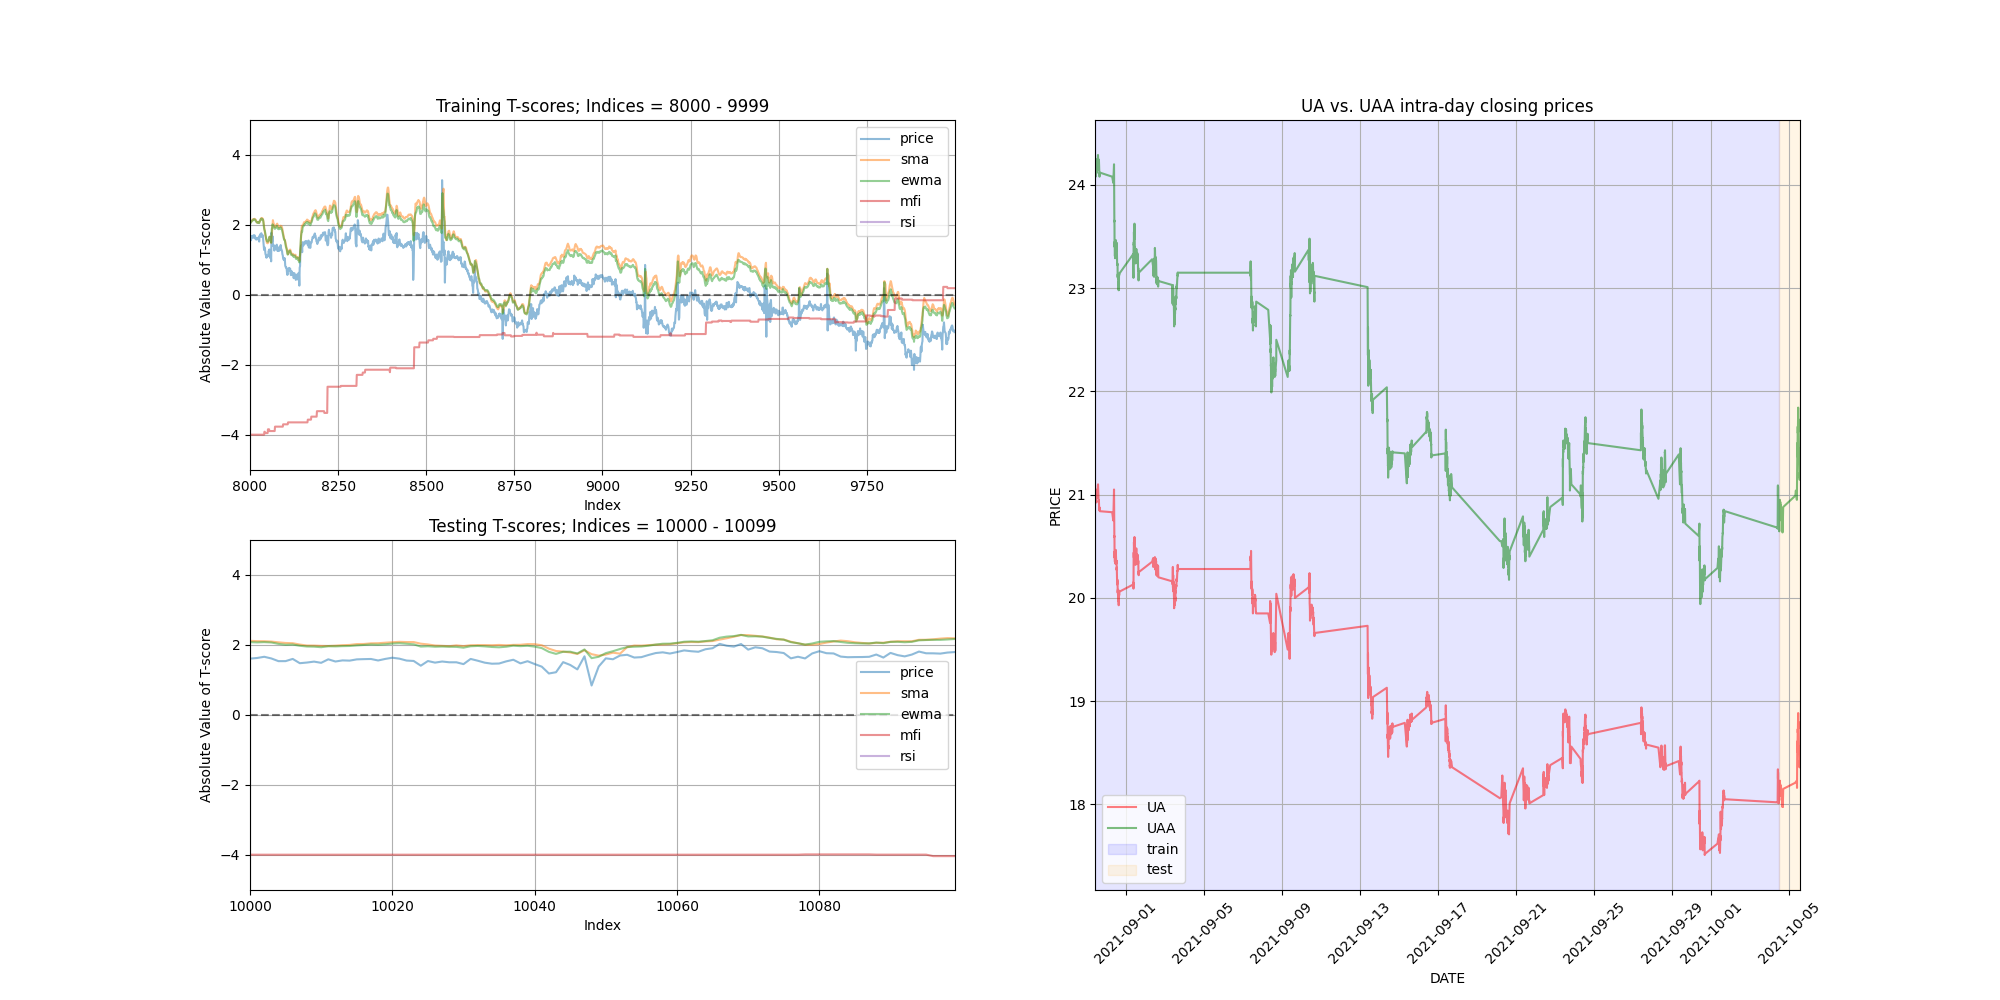 Training T-scores; Indices = 8000 - 9999
Absolute Value of T-score
4
2
0
−2
−4
8000 8250 8500 8750 9000 9250 9500 9750
Index
price
sma
ewma
mfi
rsi
Testing T-scores; Indices = 10000 - 10099
Absolute Value of T-score
4
2
0
−2
−4
10000 10020 10040 10060 10080
Index
price
sma
ewma
mfi
rsi
UA vs. UAA intra-day closing prices
PRICE
24
23
22
21
20
19
18
UA
UAA
train
test
2021-09-01 2021-09-05 2021-09-09 2021-09-13 2021-09-17 2021-09-21 2021-09-25 2021-09-29 2021-10-01 2021-10-05
DATE